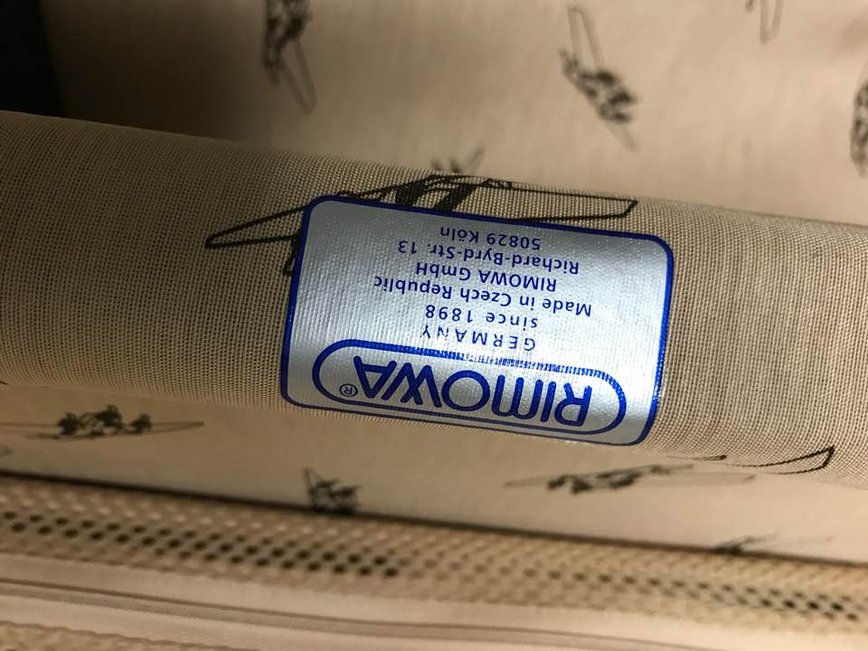 RIMOWA®
GERMANY
since 1898
Made in Czech Republic
RIMOWA GmbH
Richard-Byrd-Str. 13
50829 Köln